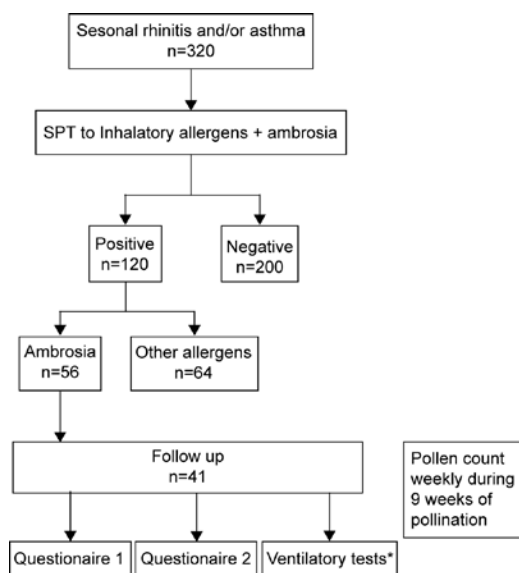 Sesonal rhinitis and/or asthma
n=320
SPT to Inhalatory allergens + ambrosia
Positive
n=120
Negative
n=200
Ambrosia
n=56
Other allergens
n=64
Follow up
n=41
Pollen count
weekly during
9 weeks of
pollination
Questionaire 1
Questionaire 2
Ventilatory tests*